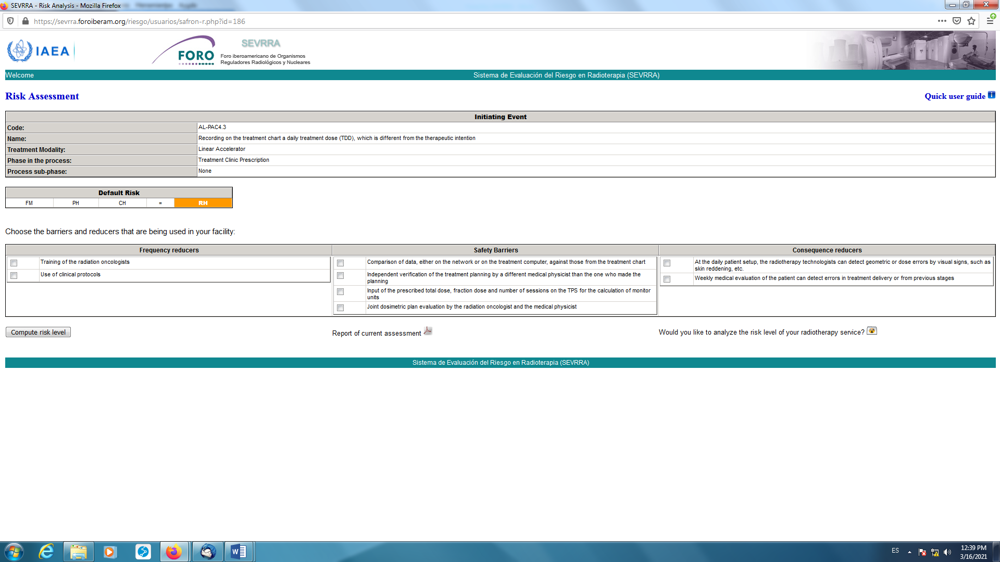 SEVRRA - Risk Analysis - Mozilla Firefox
https://sevrra.foroiberam.org/riesgo/usuarios/safron-r.php?id=186
IAEA
FORO
SEVRRA
Foro iberoamericano de Organismos
Reguladores Radiológicos y Nucleares
Welcome
Sistema de Evaluación del Riesgo en Radioterapia (SEVRRA)
Risk Assessment
Quick user guide
Initiating Event
Code: AL-PAC4.3
Name: Recording on the treatment chart a daily treatment dose (TDD), which is different from the therapeutic intention
Treatment Modality: Linear Accelerator
Phase in the process: Treatment Clinic Prescription
Process sub-phase: None
Default Risk
FM PH CH = RH
Choose the barriers and reducers that are being used in your facility:
Frequency reducers
Training of the radiation oncologists
Use of clinical protocols
Safety Barriers
Comparison of data, either on the network or on the treatment computer, against those from the treatment chart
Independent verification of the treatment planning by a different medical physicist than the one who made the
planning
Input of the prescribed total dose, fraction dose and number of sessions on the TPS for the calculation of monitor
units
Joint dosimetric plan evaluation by the radiation oncologist and the medical physicist
Consequence reducers
At the daily patient setup, the radiotherapy technologists can detect geometric or dose errors by visual signs, such as
skin reddening, etc.
Weekly medical evaluation of the patient can detect errors in treatment delivery or from previous stages
Compute risk level
Report of current assessment
Would you like to analyze the risk level of your radiotherapy service?
Sistema de Evaluación del Riesgo en Radioterapia (SEVRRA)
ES
12:39 PM
3/16/2021